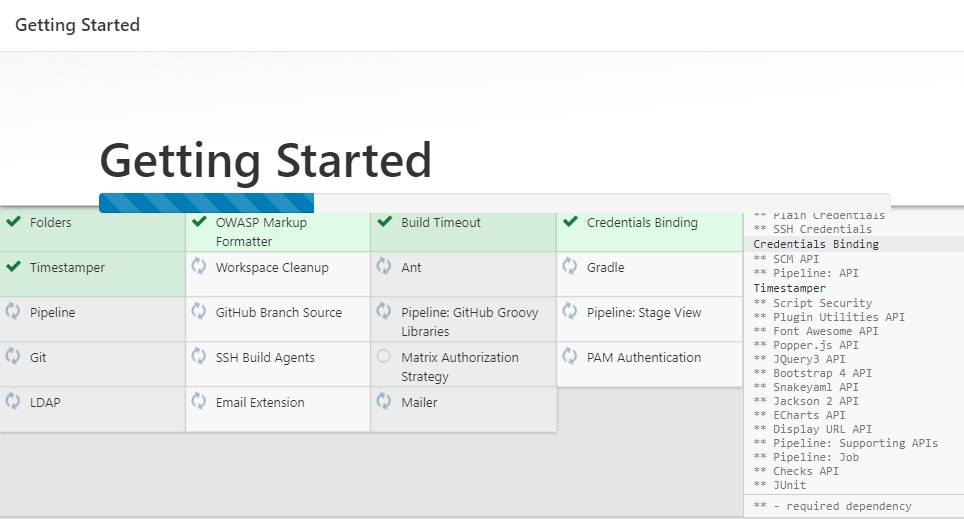 Getting Started
Getting Started
Folders
OWASP Markup
Formatter
Build Timeout
Credentials Binding
Timestamper
Workspace Cleanup
Ant
Gradle
Pipeline
GitHub Branch Source
Pipeline: GitHub Groovy
Libraries
Pipeline: Stage View
Git
SSH Build Agents
Matrix Authorization
Strategy
PAM Authentication
LDAP
Email Extension
Mailer
** Plain Credentials
** SSH Credentials
Credentials Binding
** SCM API
** Pipeline: API
Timestamper
** Script Security
** Plugin Utilities API
** Font Awesome API
** Popper.js API
** JQuery3 API
** Bootstrap 4 API
** Snakeyaml API
** Jackson 2 API
** ECharts API
** Display URL API
** Pipeline: Supporting APIs
** Pipeline: Job
** Checks API
** JUnit
** - required dependency